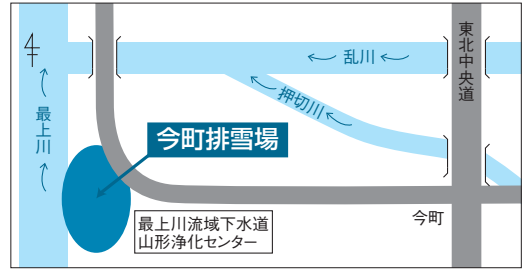 乱川
東北中央道
押切川
最上川
今町排雪場
今町
最上川流域下水道
山形浄化センター